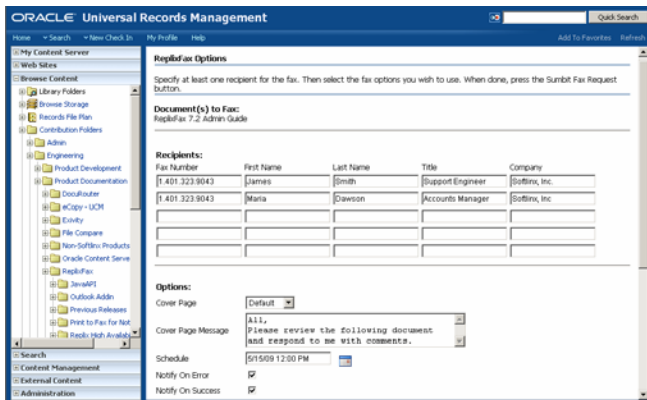 ORACLE Universal Records Management
Quick Search
Home Search New Check In My Profile Help Add To Favorites Refresh
My Content Server
Web Sites
Browse Content
Library Folders
Browse Storage
Records File Plan
Contribution Folders
Admin
Engineering
Product Development
Product Documentation
DocuRouter
eCopy - UCM
Exivity
File Compare
Non-Softlinx Products
Oracle Content Serve
ReplixFax
JavaAPI
Outlook Addin
Previous Releases
Print to Fax for Not
Replix High Availab
Search
Content Management
External Content
Administration
ReplixFax Options
Specify at least one recipient for the fax. Then select the fax options you wish to use. When done, press the Sumbit Fax Request
button.
Document(s) to Fax:
ReplixFax 7.2 Admin Guide
Recipients:
Fax Number First Name Last Name Title Company
1.401.323.9043 James Smith Support Engineer Softlinx, Inc.
1.401.323.9043 Maria Dawson Accounts Manager Softlinx, Inc
Options:
Cover Page Default
Cover Page Message
All,
Please review the following document
and respond to me with comments.
Schedule 5/15/09 12:00 PM
Notify On Error
Notify On Success